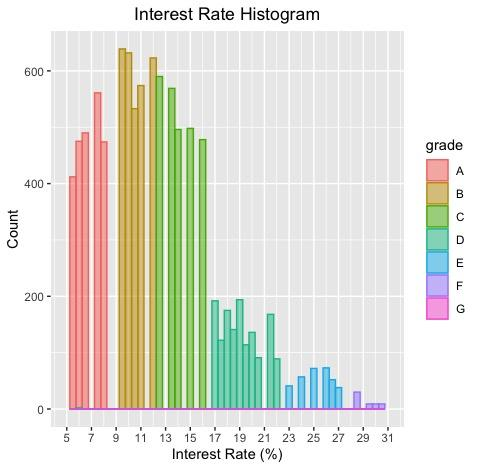 Interest Rate Histogram
600
400
200
0
Count
5 7 9 11 13 15 17 19 21 23 25 27 29 31
Interest Rate (%)
grade
A
B
C
D
E
F
G